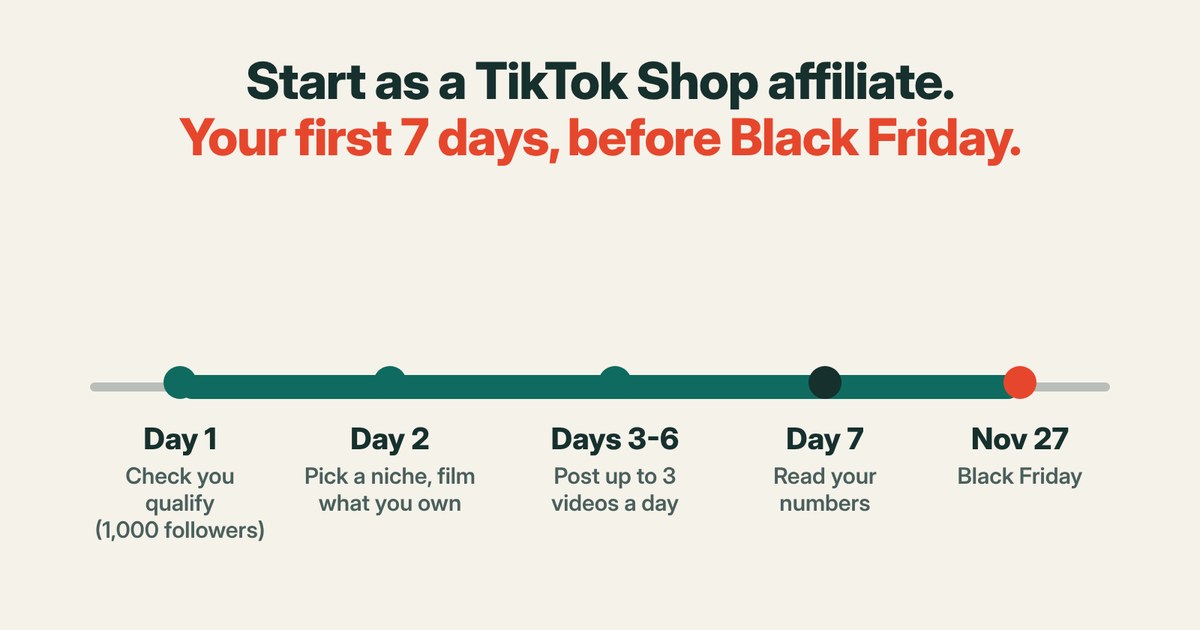 Start as a TikTok Shop affiliate.
Your first 7 days, before Black Friday.
Day 1
Check you
qualify
(1,000 followers)
Day 2
Pick a niche, film
what you own
Days 3-6
Post up to 3
videos a day
Day 7
Read your
numbers
Nov 27
Black Friday